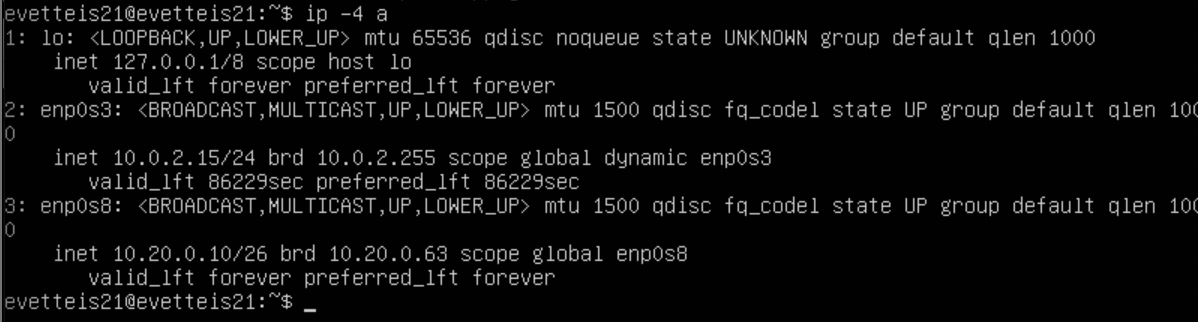 evetteis21@evetteis21:~$ ip -4 a
1: lo: <LOOPBACK,UP,LOWER_UP> mtu 65536 qdisc noqueue state UNKNOWN group default qlen 1000
    inet 127.0.0.1/8 scope host lo
       valid_lft forever preferred_lft forever
2: enp0s3: <BROADCAST,MULTICAST,UP,LOWER_UP> mtu 1500 qdisc fq_codel state UP group default qlen 100
0
    inet 10.0.2.15/24 brd 10.0.2.255 scope global dynamic enp0s3
       valid_lft 86229sec preferred_lft 86229sec
3: enp0s8: <BROADCAST,MULTICAST,UP,LOWER_UP> mtu 1500 qdisc fq_codel state UP group default qlen 100
0
    inet 10.20.0.10/26 brd 10.20.0.63 scope global enp0s8
       valid_lft forever preferred_lft forever
evetteis21@evetteis21:~$ _